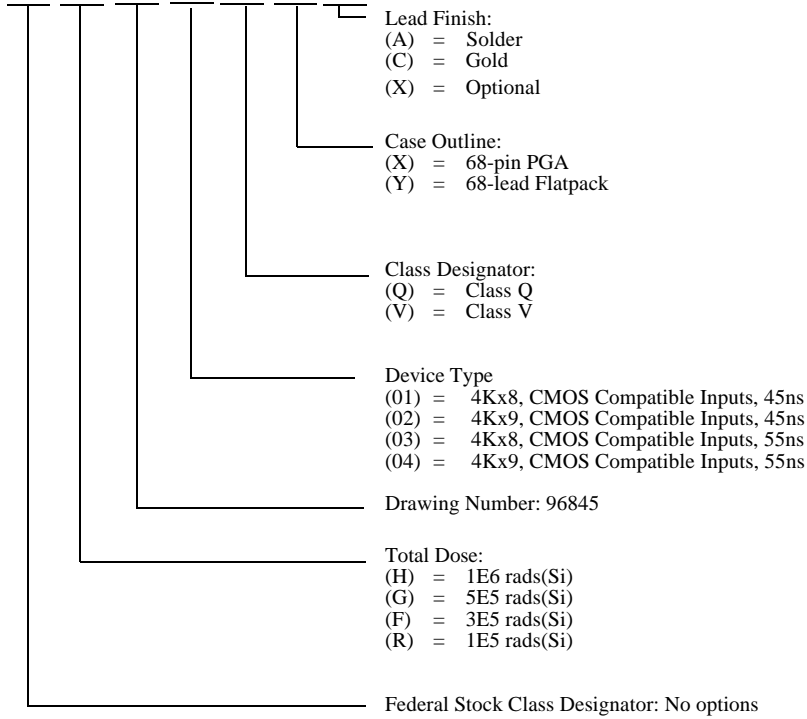 Lead Finish:
(A) = Solder
(C) = Gold
(X) = Optional
Case Outline:
(X) = 68-pin PGA
(Y) = 68-lead Flatpack
Class Designator:
(Q) = Class Q
(V) = Class V
Device Type
(01) = 4Kx8, CMOS Compatible Inputs, 45ns
(02) = 4Kx9, CMOS Compatible Inputs, 45ns
(03) = 4Kx8, CMOS Compatible Inputs, 55ns
(04) = 4Kx9, CMOS Compatible Inputs, 55ns
Drawing Number: 96845
Total Dose:
(H) = 1E6 rads(Si)
(G) = 5E5 rads(Si)
(F) = 3E5 rads(Si)
(R) = 1E5 rads(Si)
Federal Stock Class Designator: No options